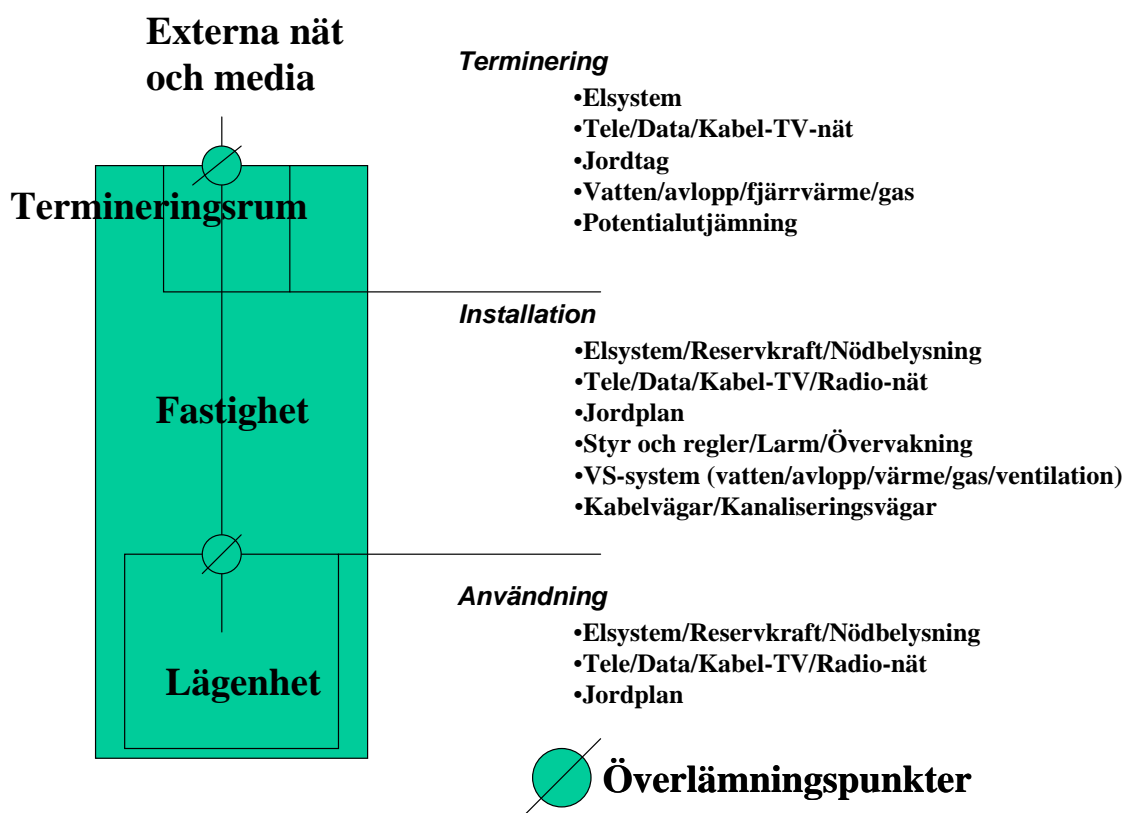 Externa nät
och media
Termineringsrum
Fastighet
Lägenhet
Terminering
•Elsystem
•Tele/Data/Kabel-TV-nät
•Jordtag
•Vatten/avlopp/fjärrvärme/gas
•Potentialutjämning
Installation
•Elsystem/Reservkraft/Nödbelysning
•Tele/Data/Kabel-TV/Radio-nät
•Jordplan
•Styr och regler/Larm/Övervakning
•VS-system (vatten/avlopp/värme/gas/ventilation)
•Kabelvägar/Kanaliseringsvägar
Användning
•Elsystem/Reservkraft/Nödbelysning
•Tele/Data/Kabel-TV/Radio-nät
•Jordplan
Överlämningspunkter